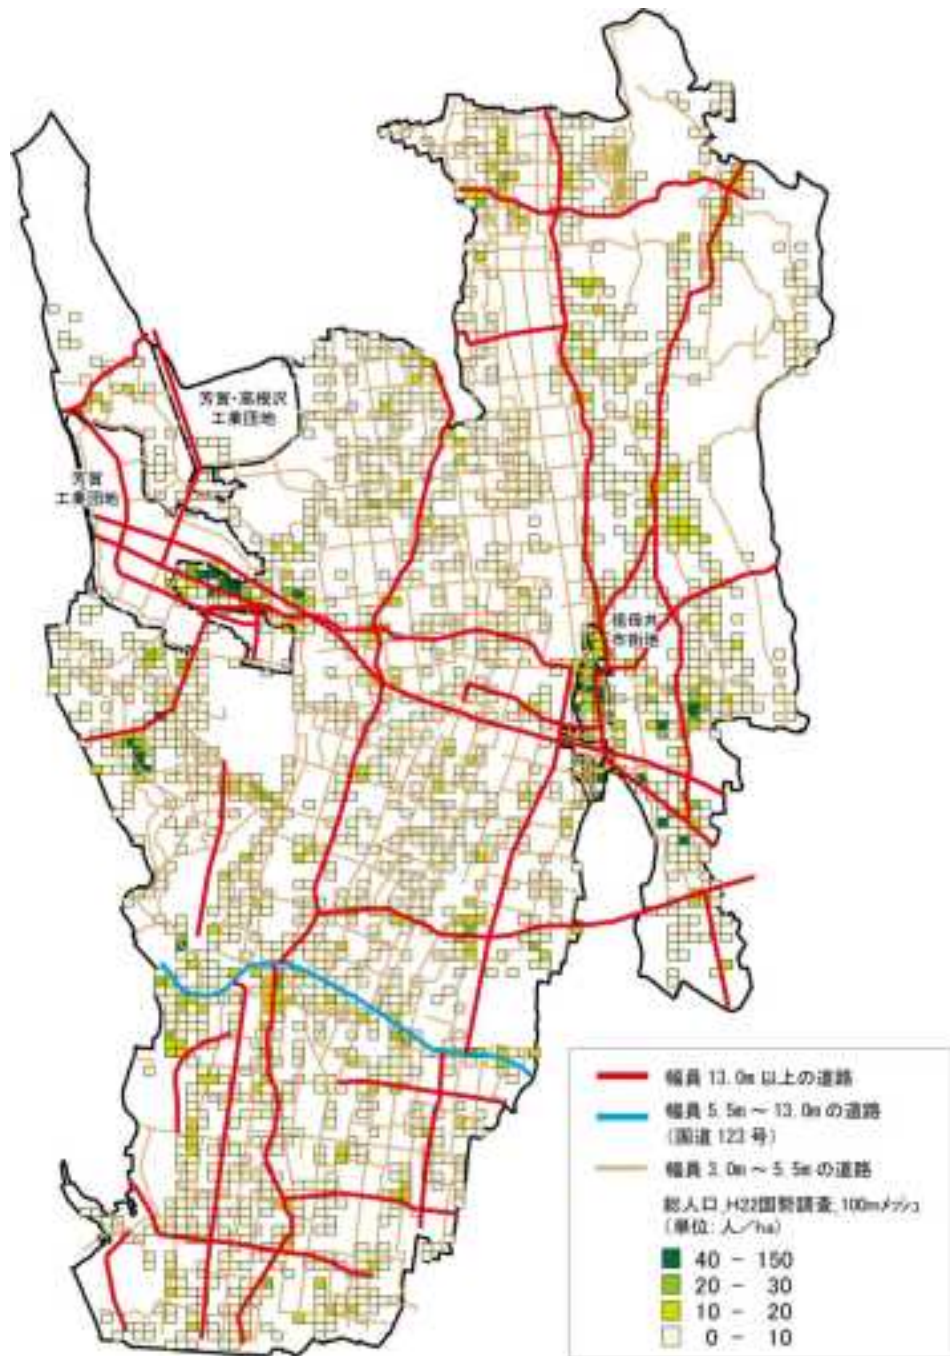 芳賀・高根沢
工業団地
芳賀
工業団地
祖母井
市街地
幅員 13.0m 以上の道路
幅員 5.5m ～ 13.0m の道路
(国道 123 号)
幅員 3.0m ～ 5.5m の道路
総人口_H22国勢調査_100mメッシュ
(単位: 人／ha)
40 - 150
20 - 30
10 - 20
0 - 10